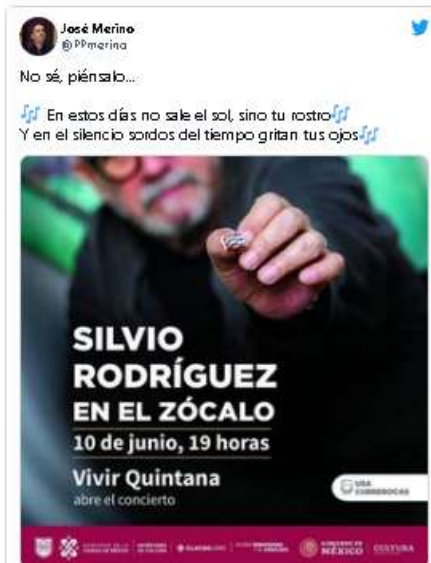 José Merino
@PPmerino
No sé, piénsalo...
En estos días no sale el sol, sino tu rostro
Y en el silencio sordos del tiempo gritan tus ojos
SILVIO
RODRÍGUEZ
EN EL ZÓCALO
10 de junio, 19 horas
Vivir Quintana
abre el concierto
USA
CUBREBOCAS
GOBIERNO DE
MÉXICO
CULTURA